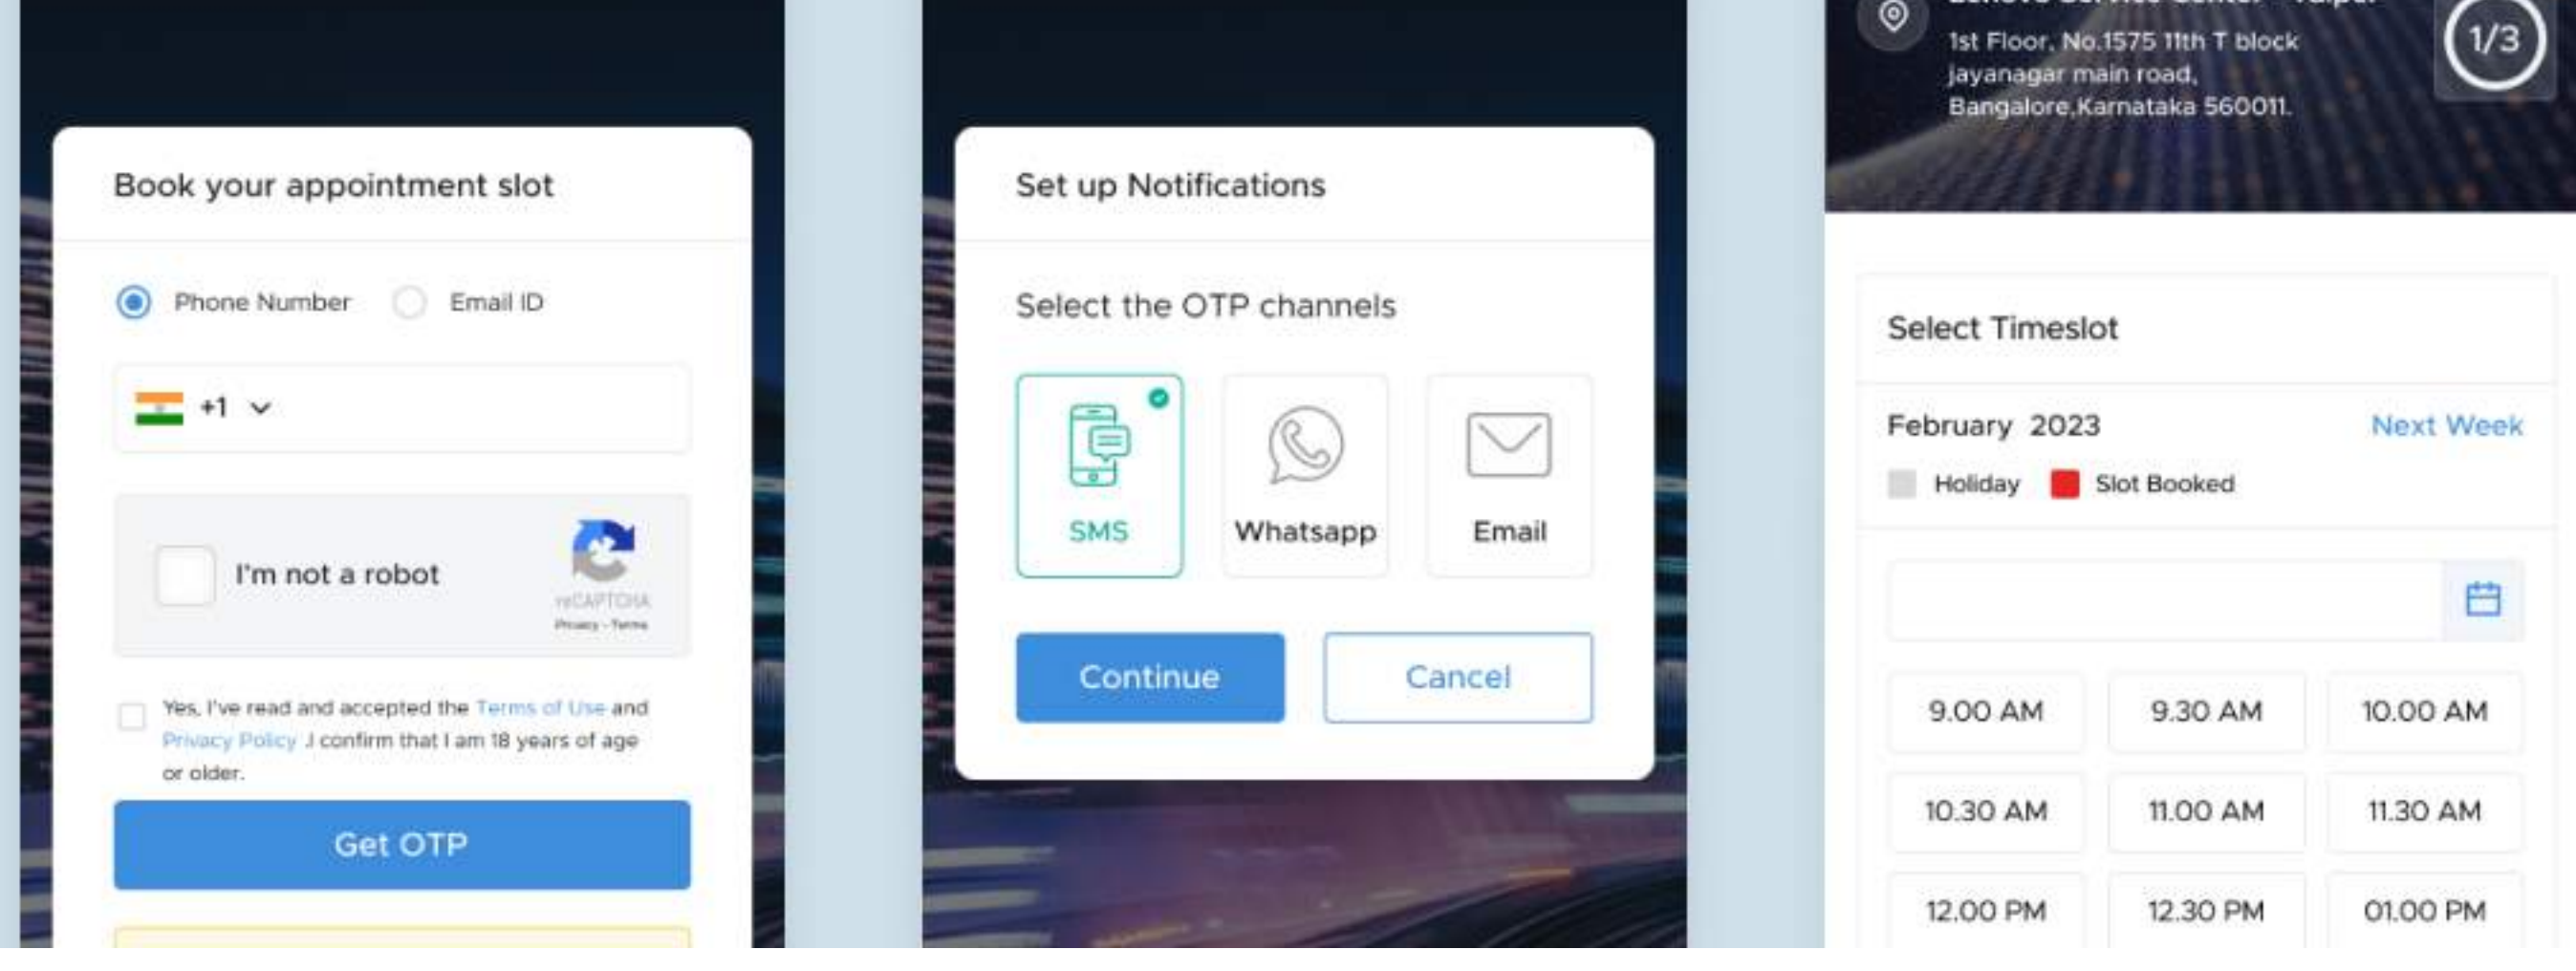 Book your appointment slot
Phone Number
Email ID
+1
I'm not a robot
reCAPTCHA
Privacy - Terms
Yes, I've read and accepted the Terms of Use and
Privacy Policy .I confirm that I am 18 years of age
or older.
Get OTP
Set up Notifications
Select the OTP channels
SMS
Whatsapp
Email
Continue
Cancel
1st Floor, No.1575 11th T block
jayanagar main road,
Bangalore,Karnataka 560011.
1/3
Select Timeslot
February 2023
Next Week
Holiday
Slot Booked
9.00 AM
9.30 AM
10.00 AM
10.30 AM
11.00 AM
11.30 AM
12.00 PM
12.30 PM
01.00 PM